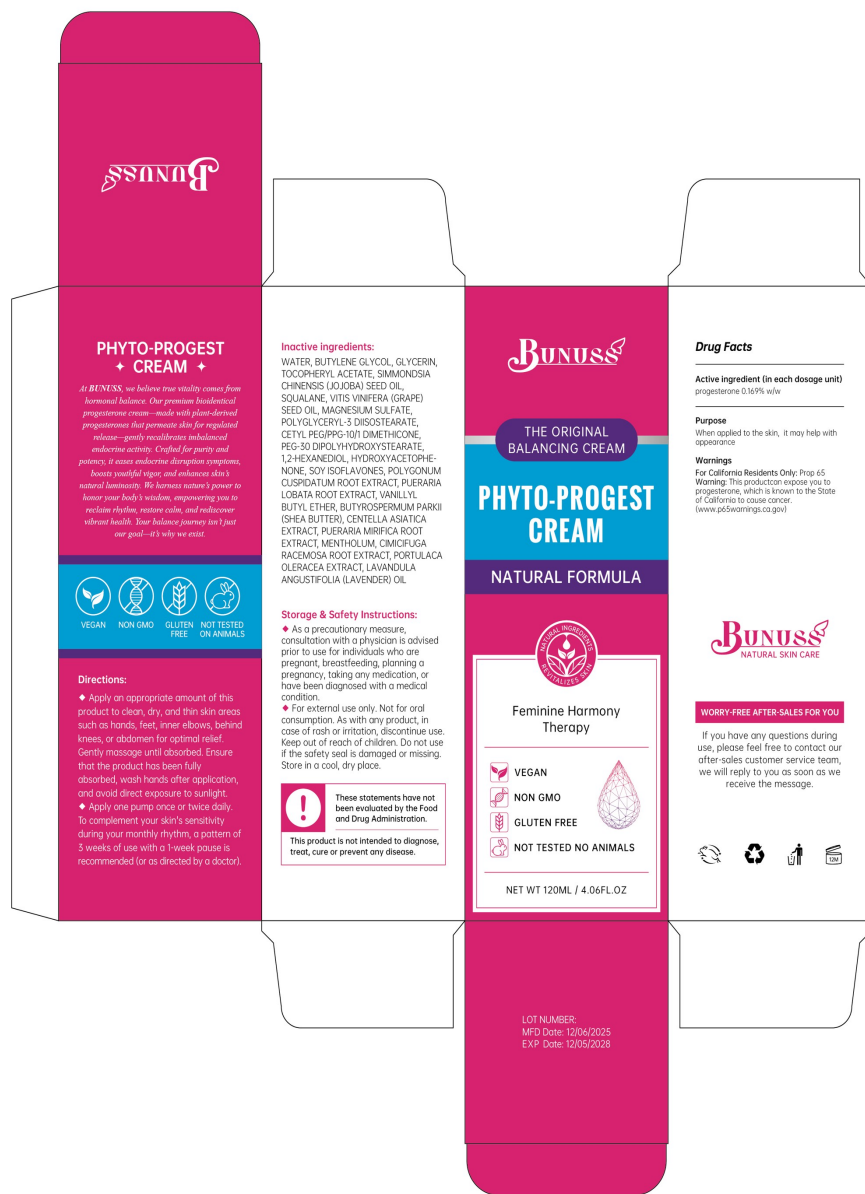 BUNUSS
PHYTO-PROGEST
CREAM
At BUNUSS, we believe true vitality comes from
hormonal balance. Our premium bioidentical
progesterone cream—made with plant-derived
progesterones that permeate skin for regulated
release—gently recalibrates imbalanced
endocrine activity. Crafted for purity and
potency, it eases endocrine disruption symptoms,
boosts youthful vigor, and enhances skin's
natural luminosity. We harness nature's power to
honor your body's wisdom, empowering you to
reclaim rhythm, restore calm, and rediscover
vibrant health. Your balance journey isn't just
our goal—it's why we exist.
VEGAN
NON GMO
GLUTEN
FREE
NOT TESTED
ON ANIMALS
Directions:
◆ Apply an appropriate amount of this
product to clean, dry, and thin skin areas
such as hands, feet, inner elbows, behind
knees, or abdomen for optimal relief.
Gently massage until absorbed. Ensure
that the product has been fully
absorbed, wash hands after application,
and avoid direct exposure to sunlight.
◆ Apply one pump once or twice daily.
To complement your skin's sensitivity
during your monthly rhythm, a pattern of
3 weeks of use with a 1-week pause is
recommended (or as directed by a doctor).
Inactive ingredients:
WATER, BUTYLENE GLYCOL, GLYCERIN,
TOCOPHERYL ACETATE, SIMMONDSIA
CHINENSIS (JOJOBA) SEED OIL,
SQUALANE, VITIS VINIFERA (GRAPE)
SEED OIL, MAGNESIUM SULFATE,
POLYGLYCERYL-3 DIISOSTEARATE,
CETYL PEG/PPG-10/1 DIMETHICONE,
PEG-30 DIPOLYHYDROXYSTEARATE,
1,2-HEXANEDIOL, HYDROXYACETOPHE-
NONE, SOY ISOFLAVONES, POLYGONUM
CUSPIDATUM ROOT EXTRACT, PUERARIA
LOBATA ROOT EXTRACT, VANILLYL
BUTYL ETHER, BUTYROSPERMUM PARKII
(SHEA BUTTER), CENTELLA ASIATICA
EXTRACT, PUERARIA MIRIFICA ROOT
EXTRACT, MENTHOLUM, CIMICIFUGA
RACEMOSA ROOT EXTRACT, PORTULACA
OLERACEA EXTRACT, LAVANDULA
ANGUSTIFOLIA (LAVENDER) OIL
Storage & Safety Instructions:
◆ As a precautionary measure,
consultation with a physician is advised
prior to use for individuals who are
pregnant, breastfeeding, planning a
pregnancy, taking any medication, or
have been diagnosed with a medical
condition.
◆ For external use only. Not for oral
consumption. As with any product, in
case of rash or irritation, discontinue use.
Keep out of reach of children. Do not use
if the safety seal is damaged or missing.
Store in a cool, dry place.
These statements have not
been evaluated by the Food
and Drug Administration.
This product is not intended to diagnose,
treat, cure or prevent any disease.
BUNUSS
THE ORIGINAL
BALANCING CREAM
PHYTO-PROGEST
CREAM
NATURAL FORMULA
NATURAL INGREDIENTS
REVITALIZES SKIN
Feminine Harmony
Therapy
VEGAN
NON GMO
GLUTEN FREE
NOT TESTED NO ANIMALS
NET WT 120ML / 4.06FL.OZ
LOT NUMBER:
MFD Date: 12/06/2025
EXP Date: 12/05/2028
Drug Facts
Active ingredient (in each dosage unit)
progesterone 0.169% w/w
Purpose
When applied to the skin, it may help with
appearance
Warnings
For California Residents Only: Prop 65
Warning: This productcan expose you to
progesterone, which is known to the State
of California to cause cancer.
(www.p65warnings.ca.gov)
BUNUSS
NATURAL SKIN CARE
WORRY-FREE AFTER-SALES FOR YOU
If you have any questions during
use, please feel free to contact our
after-sales customer service team,
we will reply to you as soon as we
receive the message.
12M